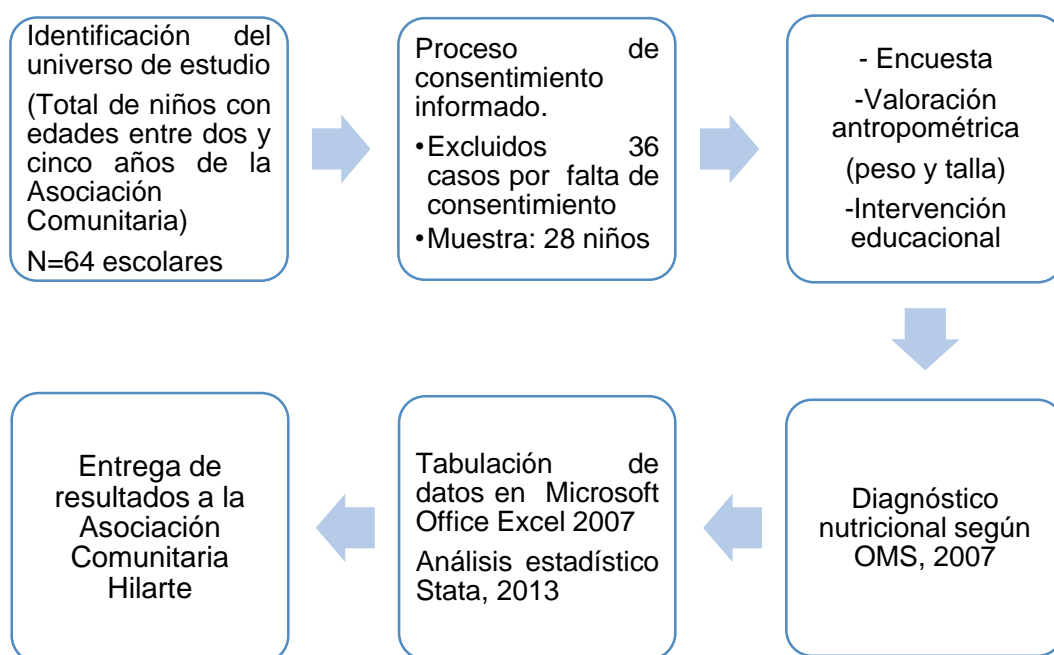 Identificación del
universo de estudio
(Total de niños con
edades entre dos y
cinco años de la
Asociación
Comunitaria)
N=64 escolares
Proceso de
consentimiento
informado.
•Excluidos 36
casos por falta de
consentimiento
•Muestra: 28 niños
- Encuesta
-Valoración
antropométrica
(peso y talla)
-Intervención
educacional
Diagnóstico
nutricional según
OMS, 2007
Tabulación de
datos en Microsoft
Office Excel 2007
Análisis estadístico
Stata, 2013
Entrega de
resultados a la
Asociación
Comunitaria
Hilarte